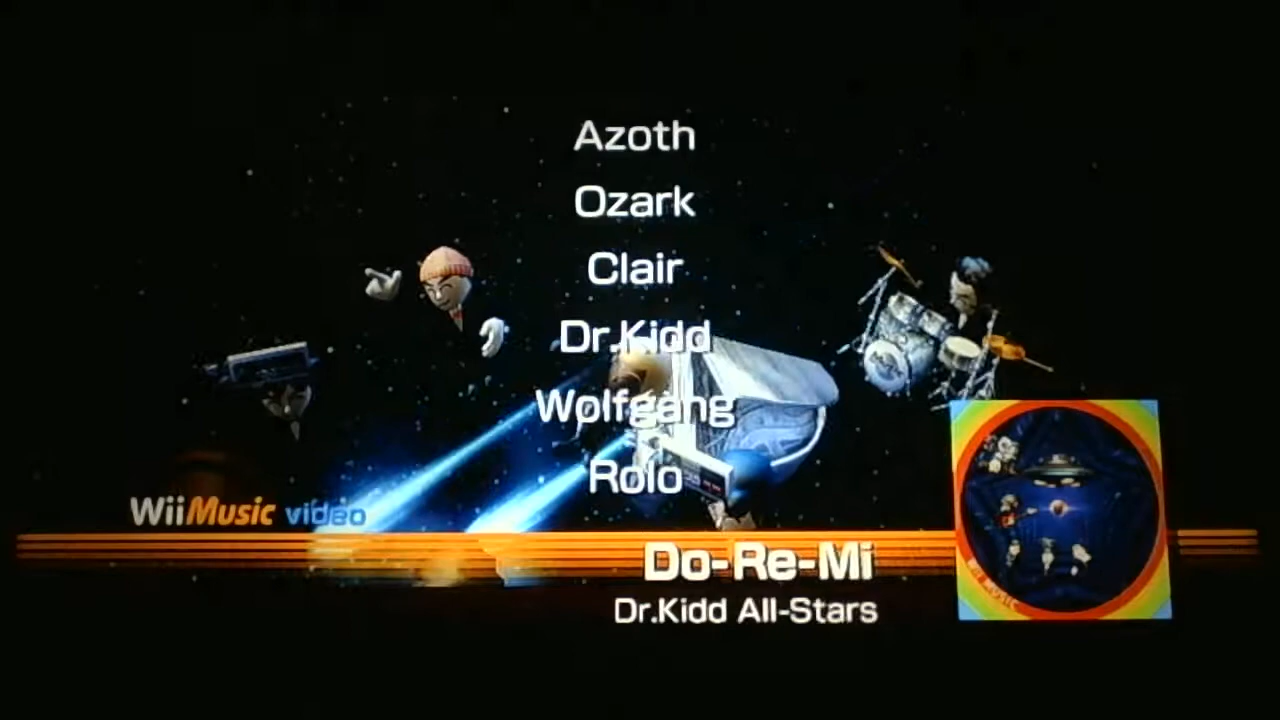 Azoth
Ozark
Clair
Dr.Kidd
Wolfgang
Rolo
WiiMusic video
Do-Re-Mi
Dr.Kidd All-Stars